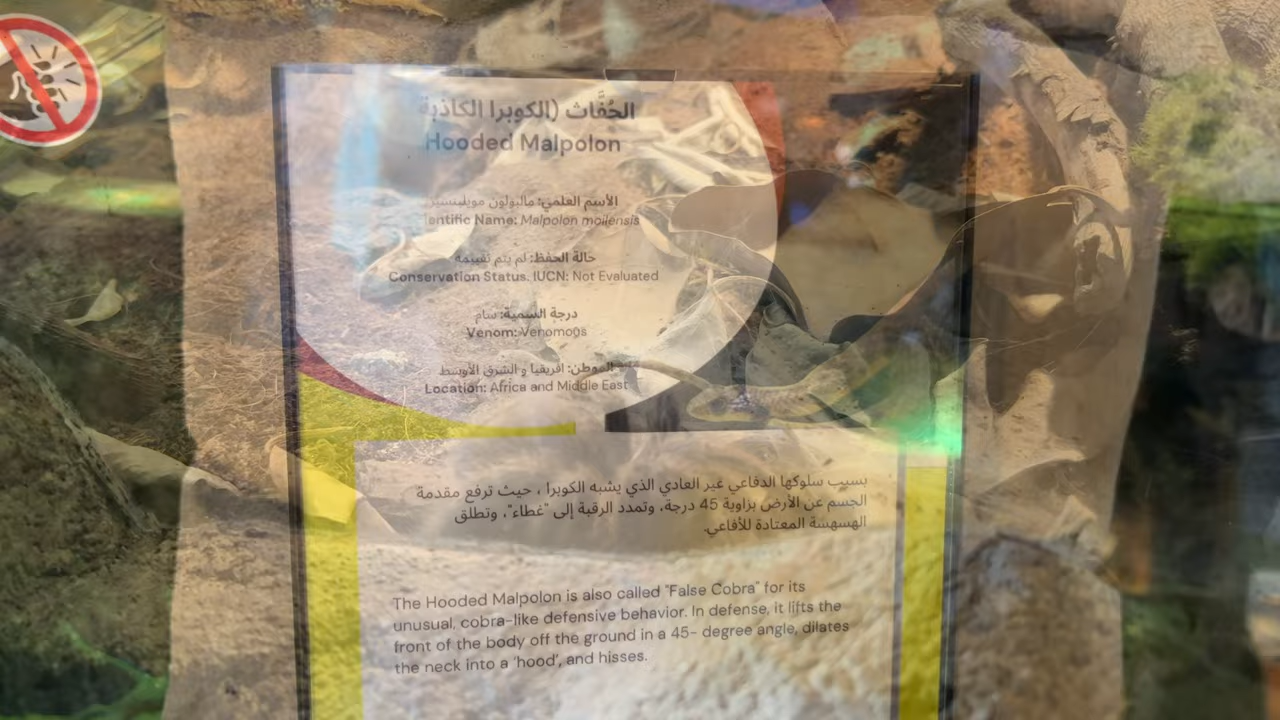 الحُفَّاث (الكوبرا الكاذبة
Hooded Malpolon
الأسم العلمي: مالبولون مويلينسيز
Name: Malpolon moilensis
حالة الحفظ: لم يتم تقييمه
Conservation Status. IUCN: Not Evaluated
درجة السمية: سام
Venom: Venomous
الموطن: افريقيا و الشرق الأوسط
Location: Africa and Middle East
بسبب سلوكها الدفاعي غير العادي الذي يشبه الكوبرا ، حيث ترفع مقدمة
الجسم عن الأرض بزاوية 45 درجة، وتمدد الرقبة إلى "غطاء"، وتطلق
الهسهسة المعتادة للأفاعي.
The Hooded Malpolon is also called "False Cobra" for its
unusual, cobra-like defensive behavior. In defense, it lifts the
front of the body off the ground in a 45- degree angle, dilates
the neck into a 'hood', and hisses.